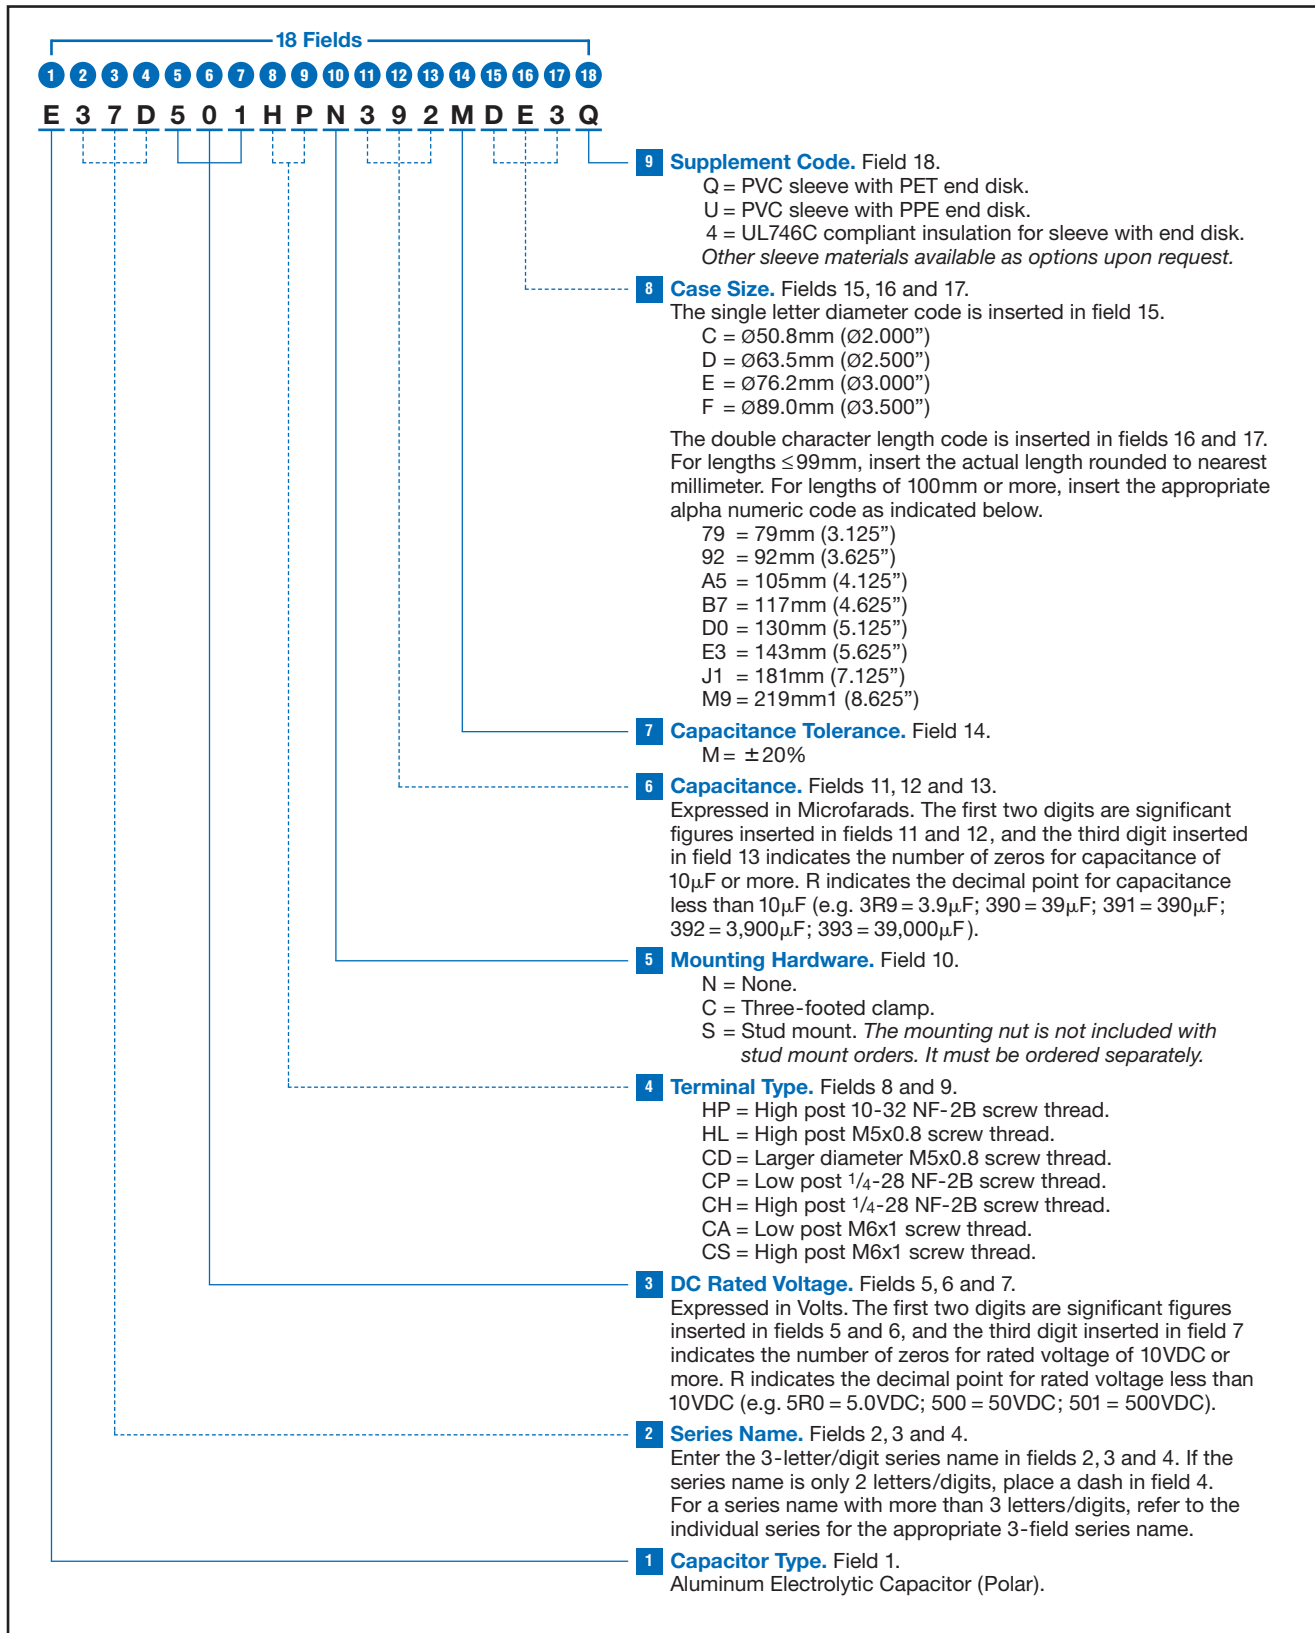 18 Fields
1 2 3 4 5 6 7 8 9 10 11 12 13 14 15 16 17 18
E 3 7 D 5 0 1 H P N 3 9 2 M D E 3 Q
9 Supplement Code. Field 18.
Q = PVC sleeve with PET end disk.
U = PVC sleeve with PPE end disk.
4 = UL746C compliant insulation for sleeve with end disk.
Other sleeve materials available as options upon request.
8 Case Size. Fields 15, 16 and 17.
The single letter diameter code is inserted in field 15.
C = Ø50.8mm (Ø2.000”)
D = Ø63.5mm (Ø2.500”)
E = Ø76.2mm (Ø3.000”)
F = Ø89.0mm (Ø3.500”)
The double character length code is inserted in fields 16 and 17.
For lengths ≤99mm, insert the actual length rounded to nearest
millimeter. For lengths of 100mm or more, insert the appropriate
alpha numeric code as indicated below.
79 = 79mm (3.125”)
92 = 92mm (3.625”)
A5 = 105mm (4.125”)
B7 = 117mm (4.625”)
D0 = 130mm (5.125”)
E3 = 143mm (5.625”)
J1 = 181mm (7.125”)
M9 = 219mm1 (8.625”)
7 Capacitance Tolerance. Field 14.
M = ±20%
6 Capacitance. Fields 11, 12 and 13.
Expressed in Microfarads. The first two digits are significant
figures inserted in fields 11 and 12, and the third digit inserted
in field 13 indicates the number of zeros for capacitance of
10µF or more. R indicates the decimal point for capacitance
less than 10µF (e.g. 3R9 = 3.9µF; 390 = 39µF; 391 = 390µF;
392 = 3,900µF; 393 = 39,000µF).
5 Mounting Hardware. Field 10.
N = None.
C = Three-footed clamp.
S = Stud mount. The mounting nut is not included with
stud mount orders. It must be ordered separately.
4 Terminal Type. Fields 8 and 9.
HP = High post 10-32 NF-2B screw thread.
HL = High post M5x0.8 screw thread.
CD = Larger diameter M5x0.8 screw thread.
CP = Low post 1/4-28 NF-2B screw thread.
CH = High post 1/4-28 NF-2B screw thread.
CA = Low post M6x1 screw thread.
CS = High post M6x1 screw thread.
3 DC Rated Voltage. Fields 5, 6 and 7.
Expressed in Volts. The first two digits are significant figures
inserted in fields 5 and 6, and the third digit inserted in field 7
indicates the number of zeros for rated voltage of 10VDC or
more. R indicates the decimal point for rated voltage less than
10VDC (e.g. 5R0 = 5.0VDC; 500 = 50VDC; 501 = 500VDC).
2 Series Name. Fields 2, 3 and 4.
Enter the 3-letter/digit series name in fields 2, 3 and 4. If the
series name is only 2 letters/digits, place a dash in field 4.
For a series name with more than 3 letters/digits, refer to the
individual series for the appropriate 3-field series name.
1 Capacitor Type. Field 1.
Aluminum Electrolytic Capacitor (Polar).